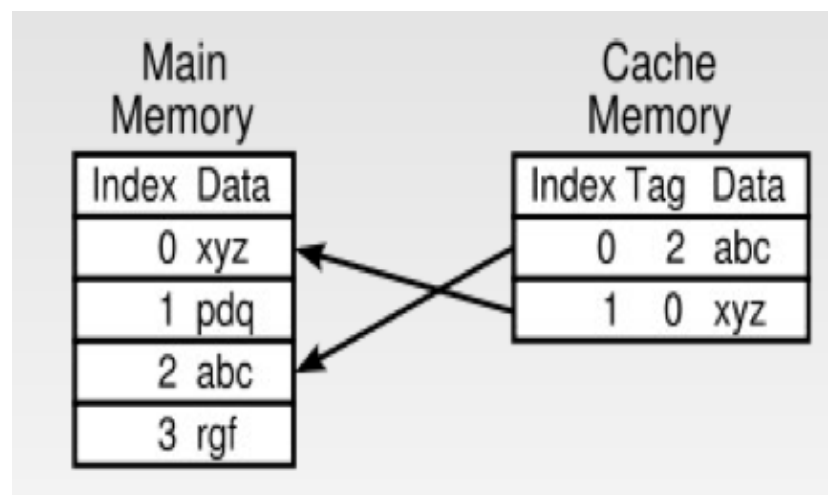 Main
Memory
Index Data
0 xyz
1 pdq
2 abc
3 rgf
Cache
Memory
Index Tag Data
0 2 abc
1 0 xyz